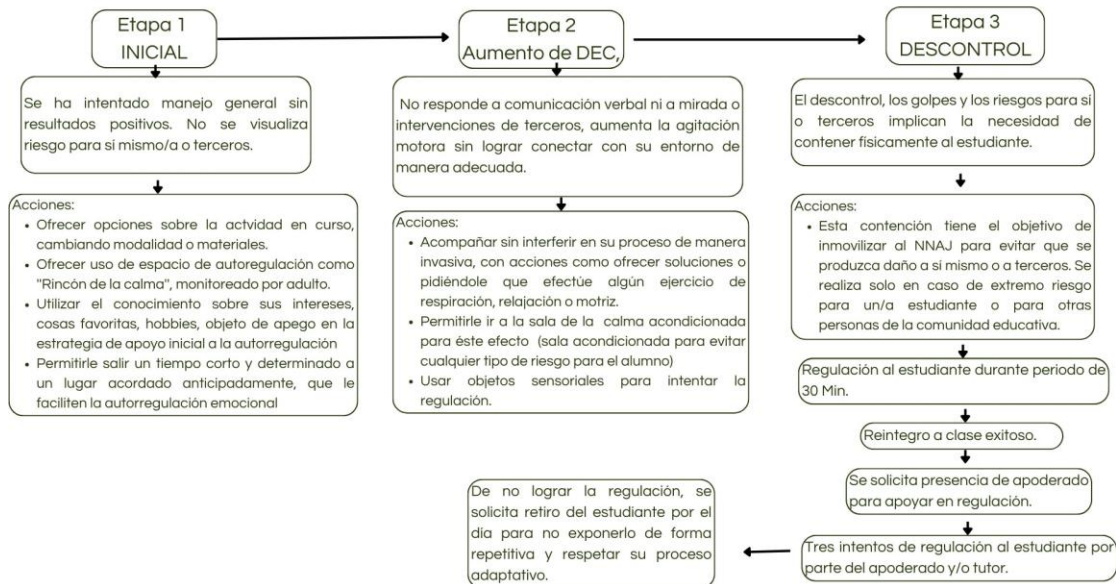 Etapa 1
INICIAL
Se ha intentado manejo general sin
resultados positivos. No se visualiza
riesgo para sí mismo/a o terceros.
Acciones:
• Ofrecer opciones sobre la actvidad en curso,
cambiando modalidad o materiales.
• Ofrecer uso de espacio de autoregulación como
"Rincón de la calma", monitoreado por adulto.
• Utilizar el conocimiento sobre sus intereses,
cosas favoritas, hobbies, objeto de apego en la
estrategia de apoyo inicial a la autorregulación
• Permitirle salir un tiempo corto y determinado a
un lugar acordado anticipadamente, que le
faciliten la autorregulación emocional
Etapa 2
Aumento de DEC,
No responde a comunicación verbal ni a mirada o
intervenciones de terceros, aumenta la agitación
motora sin lograr conectar con su entorno de
manera adecuada.
Acciones:
• Acompañar sin interferir en su proceso de manera
invasiva, con acciones como ofrecer soluciones o
pidiéndole que efectúe algún ejercicio de
respiración, relajación o motriz.
• Permitirle ir a la sala de la calma acondicionada
para éste efecto (sala acondicionada para evitar
cualquier tipo de riesgo para el alumno)
• Usar objetos sensoriales para intentar la
regulación.
Etapa 3
DESCONTROL
El descontrol, los golpes y los riesgos para sí
o terceros implican la necesidad de
contener físicamente al estudiante.
Acciones:
• Esta contención tiene el objetivo de
inmovilizar al NNAJ para evitar que se
produzca daño a sí mismo o a terceros. Se
realiza solo en caso de extremo riesgo
para un/a estudiante o para otras
personas de la comunidad educativa.
Regulación al estudiante durante periodo de
30 Min.
Reintegro a clase exitoso.
Se solicita presencia de apoderado
para apoyar en regulación.
Tres intentos de regulación al estudiante por
parte del apoderado y/o tutor.
De no lograr la regulación, se
solicita retiro del estudiante por el
día para no exponerlo de forma
repetitiva y respetar su proceso
adaptativo.